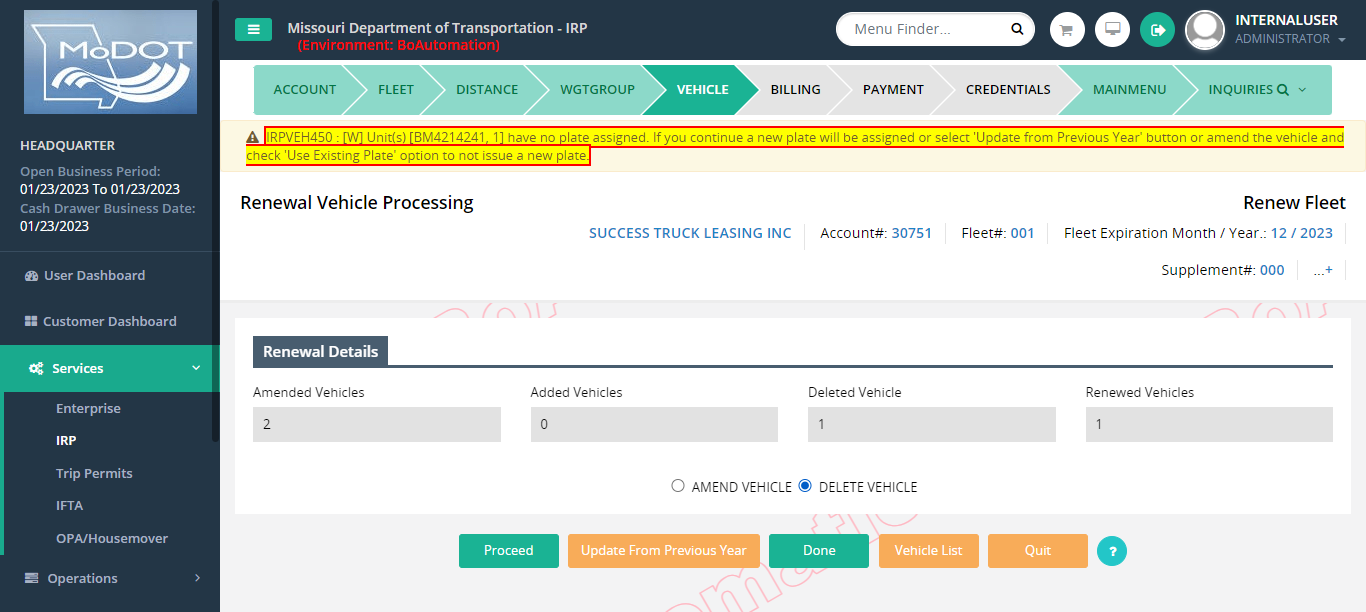 MoDOT
Missouri Department of Transportation - IRP
(Environment: BoAutomation)
Menu Finder...
INTERNALUSER
ADMINISTRATOR
ACCOUNT
FLEET
DISTANCE
WGTGROUP
VEHICLE
BILLING
PAYMENT
CREDENTIALS
MAINMENU
INQUIRIES
IRPVEH450 : [W] Unit(s) [BM4214241, 1] have no plate assigned. If you continue a new plate will be assigned or select 'Update from Previous Year' button or amend the vehicle and
check 'Use Existing Plate' option to not issue a new plate.
HEADQUARTER
Open Business Period:
01/23/2023 To 01/23/2023
Cash Drawer Business Date:
01/23/2023
User Dashboard
Customer Dashboard
Services
Enterprise
IRP
Trip Permits
IFTA
OPA/Housemover
Operations
Renewal Vehicle Processing
Renew Fleet
SUCCESS TRUCK LEASING INC
Account#: 30751
Fleet#: 001
Fleet Expiration Month / Year.: 12 / 2023
Supplement#: 000
...+
Renewal Details
Amended Vehicles
2
Added Vehicles
0
Deleted Vehicle
1
Renewed Vehicles
1
AMEND VEHICLE
DELETE VEHICLE
Proceed
Update From Previous Year
Done
Vehicle List
Quit
?